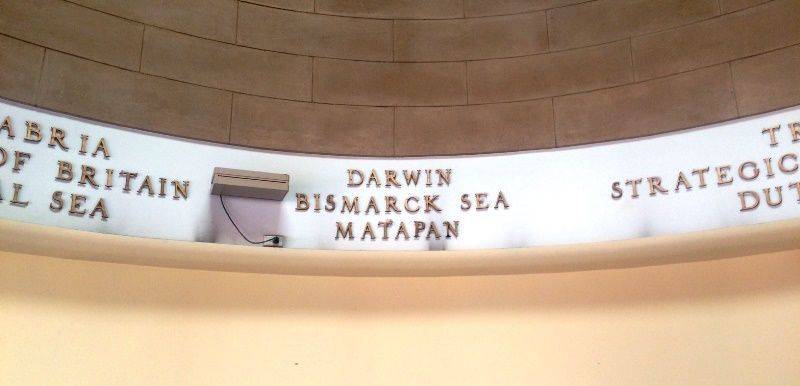 ABRIA
OF BRITAIN
AL SEA
DARWIN
BISMARCK SEA
MATAPAN
TR
STRATEGIC
DUT